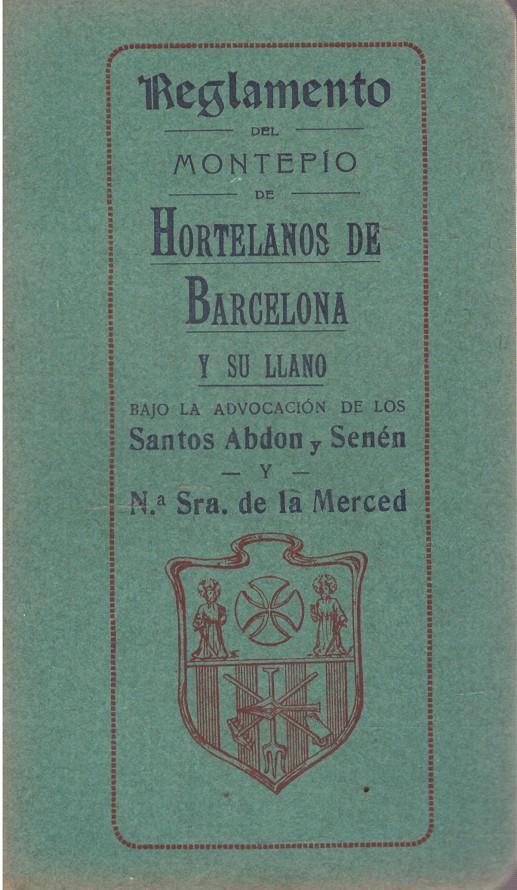 Reglamento
DEL
MONTEPÍO
DE
HORTELANOS DE
BARCELONA
Y SU LLANO
BAJO LA ADVOCACIÓN DE LOS
Santos Abdon y Senén
— Y —
N.ª Sra. de la Merced